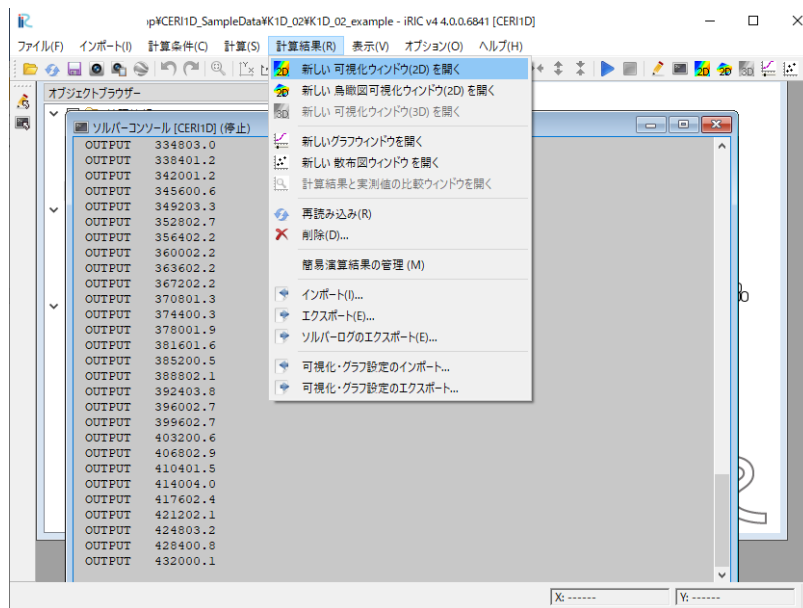 ıp¥CERI1D_SampleData¥K1D_02¥K1D_02_example - iRIC v4 4.0.0.6841 [CERI1D]
ファイル(F) インポート(I) 計算条件(C) 計算(S) 計算結果(R) 表示(V) オプション(O) ヘルプ(H)
オブジェクトブラウザー
ソルバーコンソール [CERI1D] (停止)
OUTPUT 334803.0
OUTPUT 338401.2
OUTPUT 342001.2
OUTPUT 345600.6
OUTPUT 349203.3
OUTPUT 352802.7
OUTPUT 356402.2
OUTPUT 360002.2
OUTPUT 363602.2
OUTPUT 367202.2
OUTPUT 370801.3
OUTPUT 374400.3
OUTPUT 378001.9
OUTPUT 381601.6
OUTPUT 385200.5
OUTPUT 388802.1
OUTPUT 392403.8
OUTPUT 396002.7
OUTPUT 399602.7
OUTPUT 403200.6
OUTPUT 406802.9
OUTPUT 410401.5
OUTPUT 414004.0
OUTPUT 417602.4
OUTPUT 421202.1
OUTPUT 424803.2
OUTPUT 428400.8
OUTPUT 432000.1
2D 新しい 可視化ウィンドウ(2D) を開く
2D 新しい 鳥瞰図可視化ウィンドウ(2D) を開く
3D 新しい 可視化ウィンドウ(3D) を開く
新しいグラフウィンドウを開く
新しい 散布図ウィンドウ を開く
計算結果と実測値の比較ウィンドウを開く
再読み込み(R)
削除(D)...
簡易演算結果の管理 (M)
インポート(I)...
エクスポート(E)...
ソルバーログのエクスポート(E)...
可視化・グラフ設定のインポート...
可視化・グラフ設定のエクスポート...
X: ------ Y: ------